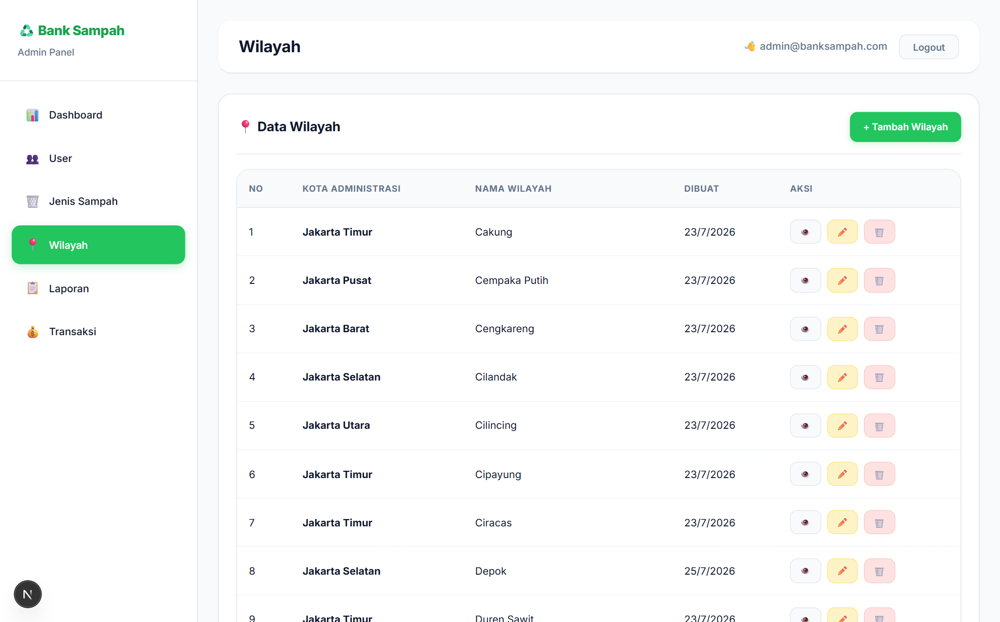 Bank Sampah
Admin Panel
Dashboard
User
Jenis Sampah
Wilayah
Laporan
Transaksi
N
Wilayah
admin@banksampah.com
Logout
Data Wilayah
+ Tambah Wilayah
NO KOTA ADMINISTRASI NAMA WILAYAH DIBUAT AKSI
1 Jakarta Timur Cakung 23/7/2026
2 Jakarta Pusat Cempaka Putih 23/7/2026
3 Jakarta Barat Cengkareng 23/7/2026
4 Jakarta Selatan Cilandak 23/7/2026
5 Jakarta Utara Cilincing 23/7/2026
6 Jakarta Timur Cipayung 23/7/2026
7 Jakarta Timur Ciracas 23/7/2026
8 Jakarta Selatan Depok 25/7/2026
9 Jakarta Timur Duren Sawit 23/7/2026